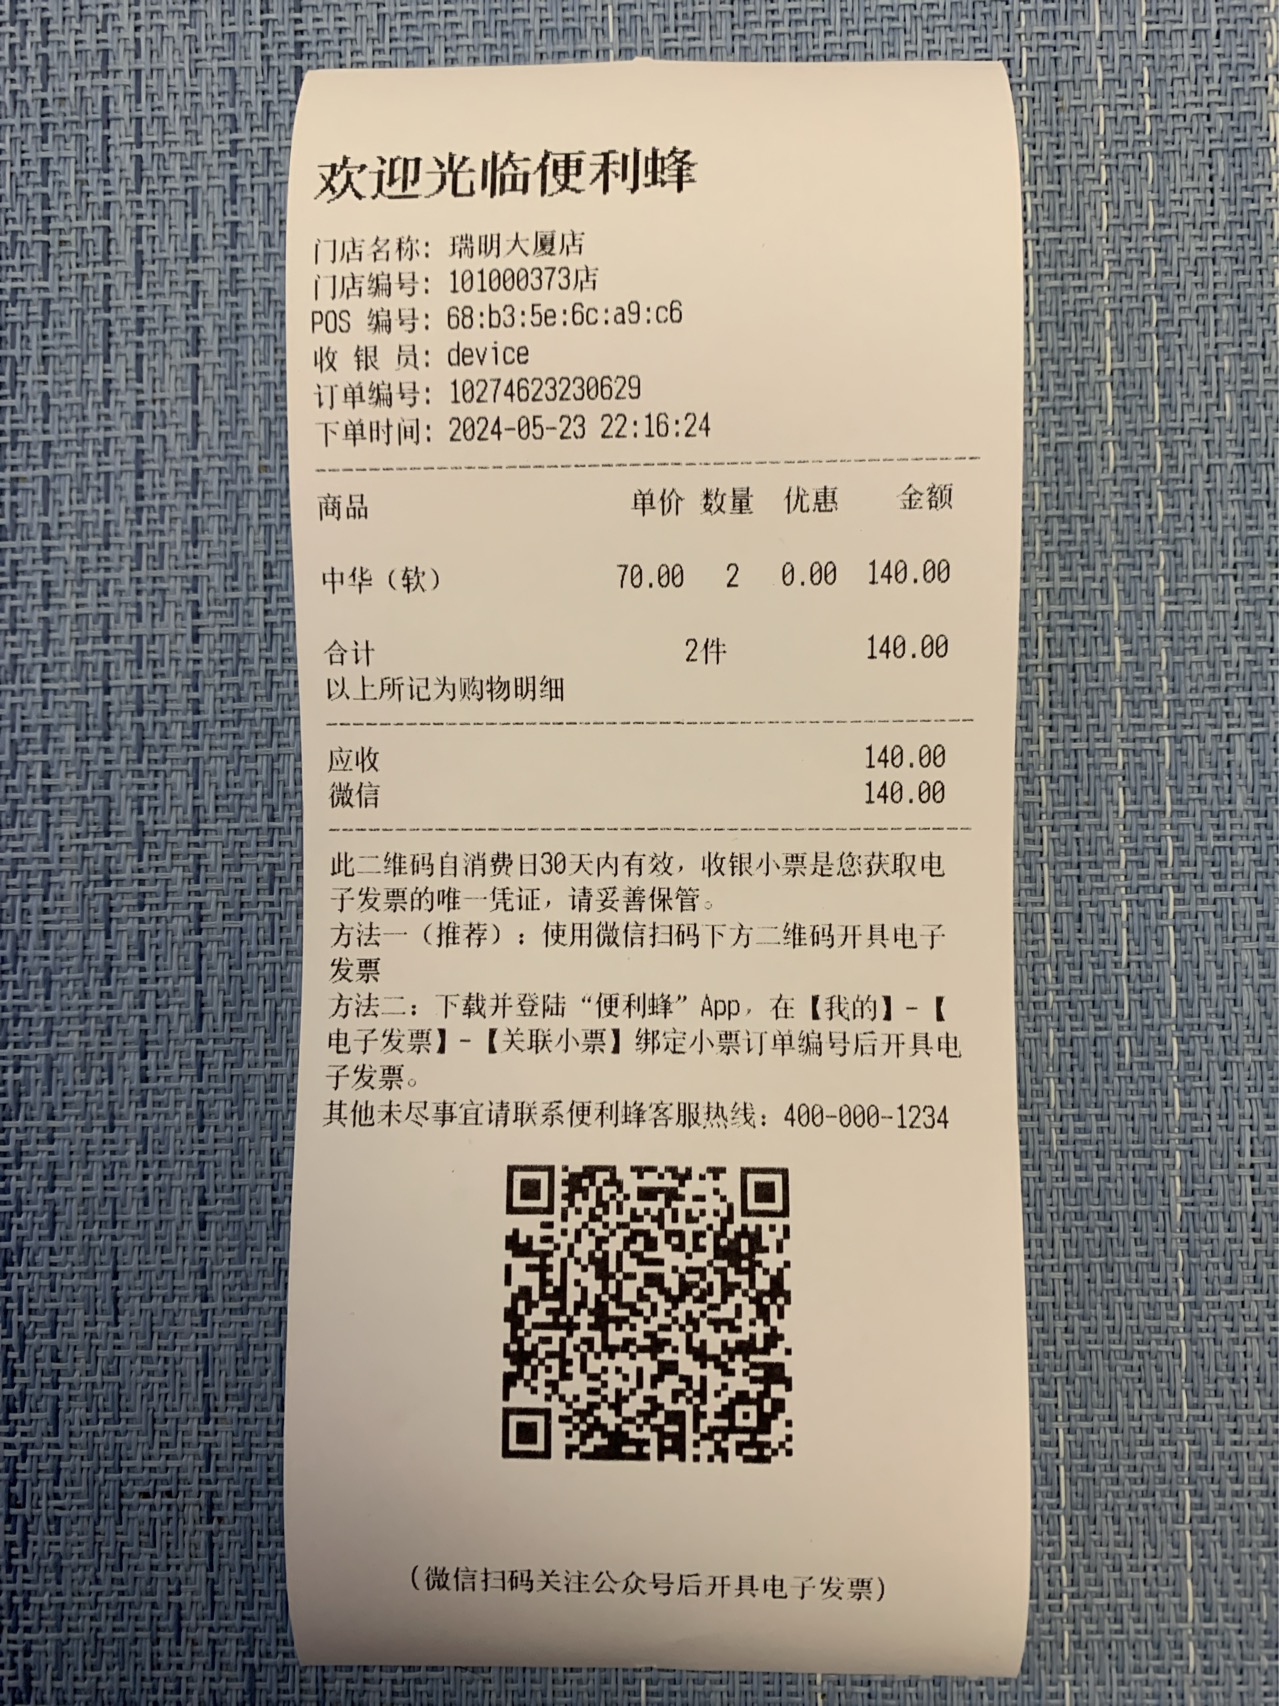 欢迎光临便利蜂
门店名称: 瑞明大厦店
门店编号: 101000373店
POS 编号: 68:b3:5e:6c:a9:c6
收 银 员: device
订单编号: 10274623230629
下单时间: 2024-05-23 22:16:24
商品 单价 数量 优惠 金额
中华（软） 70.00 2 0.00 140.00
合计 2件 140.00
以上所记为购物明细
应收 140.00
微信 140.00
此二维码自消费日30天内有效，收银小票是您获取电
子发票的唯一凭证，请妥善保管。
方法一（推荐）：使用微信扫码下方二维码开具电子
发票
方法二：下载并登陆“便利蜂”App，在【我的】-【
电子发票】-【关联小票】绑定小票订单编号后开具电
子发票。
其他未尽事宜请联系便利蜂客服热线：400-000-1234
(微信扫码关注公众号后开具电子发票)